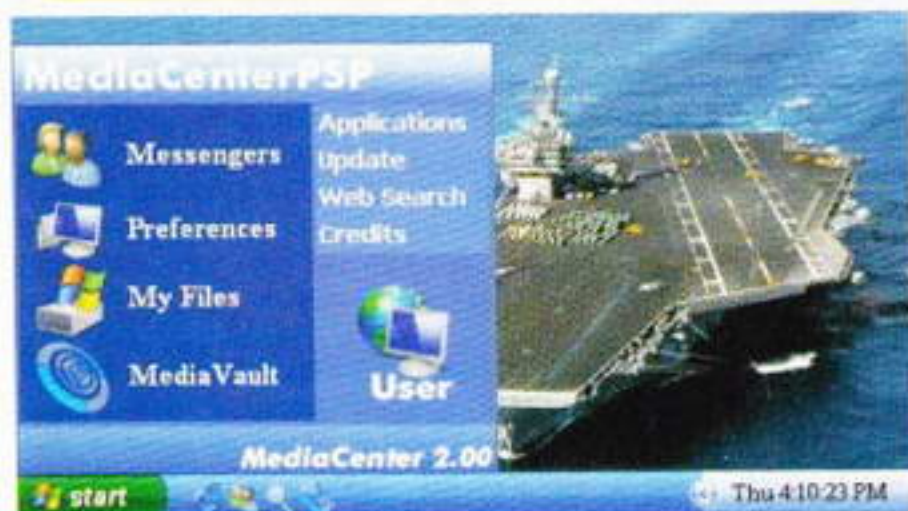 MediaCenterPSP
Messengers
Preferences
My Files
MediaVault
Applications
Update
Web Search
Credits
User
MediaCenter 2.00
start
Thu 4:10:23 PM